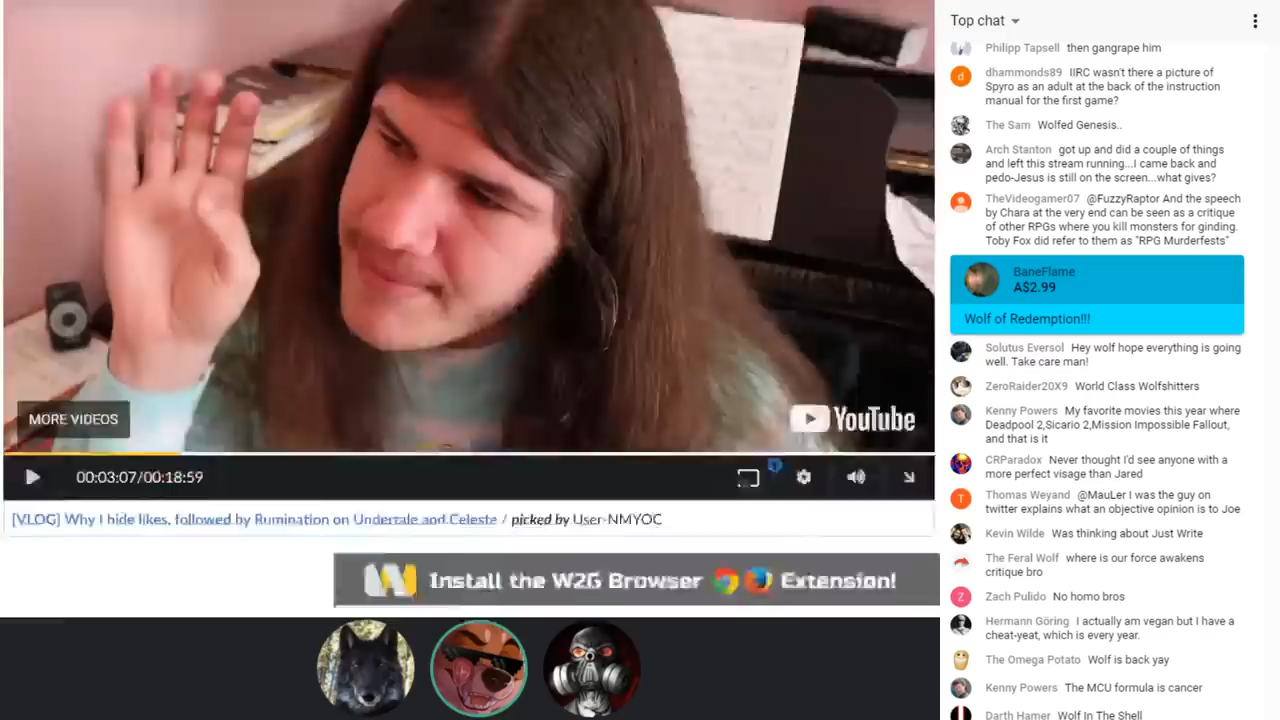 Top chat
Philipp Tapsell then gangrape him
dhammonds89 IIRC wasn't there a picture of
Spyro as an adult at the back of the instruction
manual for the first game?
The Sam Wolfed Genesis..
Arch Stanton got up and did a couple of things
and left this stream running...I came back and
pedo-Jesus is still on the screen...what gives?
TheVideogamer07 @FuzzyRaptor And the speech
by Chara at the very end can be seen as a critique
of other RPGs where you kill monsters for ginding.
Toby Fox did refer to them as "RPG Murderfests"
BaneFlame
A$2.99
Wolf of Redemption!!!
Solutus Eversol Hey wolf hope everything is going
well. Take care man!
ZeroRaider20X9 World Class Wolfshitters
Kenny Powers My favorite movies this year where
Deadpool 2,Sicario 2,Mission Impossible Fallout,
and that is it
CRParadox Never thought I'd see anyone with a
more perfect visage than Jared
Thomas Weyand @MauLer I was the guy on
twitter explains what an objective opinion is to Joe
Kevin Wilde Was thinking about Just Write
The Feral Wolf where is our force awakens
critique bro
Zach Pulido No homo bros
Hermann Göring I actually am vegan but I have a
cheat-yeat, which is every year.
The Omega Potato Wolf is back yay
Kenny Powers The MCU formula is cancer
Darth Hamer Wolf In The Shell
MORE VIDEOS
YouTube
00:03:07/00:18:59
[VLOG] Why I hide likes, followed by Rumination on Undertale and Celeste / picked by User-NMYOC
Install the W2G Browser Extension!